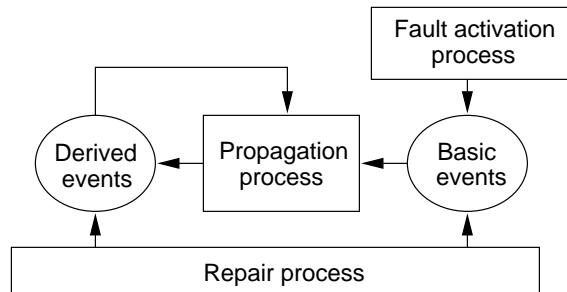 Fault activation
process
Derived
events
Propagation
process
Basic
events
Repair process